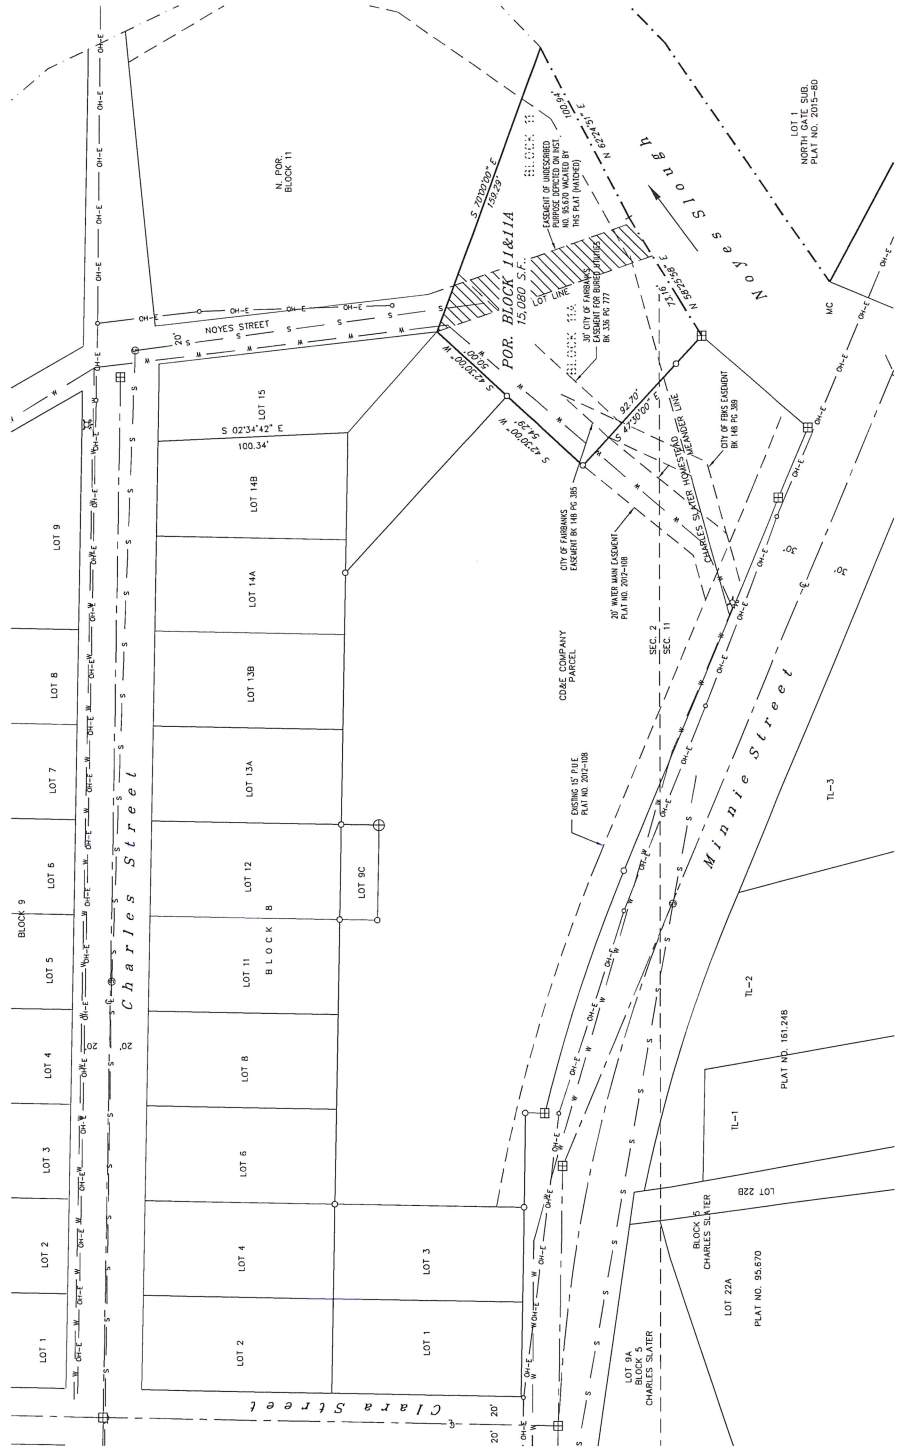 N. POR.
BLOCK 11
S 70°00'00" E
159.29'
BLOCK 11
100.94'
N 62°24'51" E
EASEMENT OF UNDESCRIBED
PURPOSE DEPICTED ON INST.
NO. 95.670 VACATED BY
THIS PLAT (HATCHED)
POR. BLOCK 11&11A
15,080 S.F.
LOT LINE
30' CITY OF FAIRBANKS
EASEMENT FOR BURIED UTILITIES
BK 336 PG 777
BLOCK 11A
N 58°25'58" E
73.16'
Noyes Slough
LOT 1
NORTH GATE SUB.
PLAT NO. 2015-80
MC
NOYES STREET
20'
S 42°30'00" W
50.00'
S 42°30'00" W
54.29'
92.70'
S 47°30'00" E
CITY OF FBKS EASEMENT
BK 148 PG 389
CHARLES SLATER HOMESTEAD
MEANDER LINE
CITY OF FAIRBANKS
EASEMENT BK 148 PG 385
20' WATER MAIN EASEMENT
PLAT NO. 2012-108
SEC. 2
SEC. 11
CD&E COMPANY
PARCEL
EXISTING 15' P.U.E
PLAT NO. 2012-108
LOT 15
S 02°34'42" E
100.34'
LOT 14B
LOT 14A
LOT 13B
LOT 13A
LOT 12
LOT 9C
BLOCK 8
LOT 11
LOT 8
LOT 6
LOT 4
LOT 3
LOT 2
LOT 1
LOT 9
LOT 8
LOT 7
LOT 6
BLOCK 9
LOT 5
LOT 4
LOT 3
LOT 2
LOT 1
Charles Street
20'
20'
Clara Street
20'
20'
Minnie Street
30'
30'
TL-3
TL-2
PLAT NO. 161.248
TL-1
LOT 22B
BLOCK 5
CHARLES SLATER
LOT 22A
PLAT NO. 95.670
LOT 9A
BLOCK 5
CHARLES SLATER
OH-E
W
S